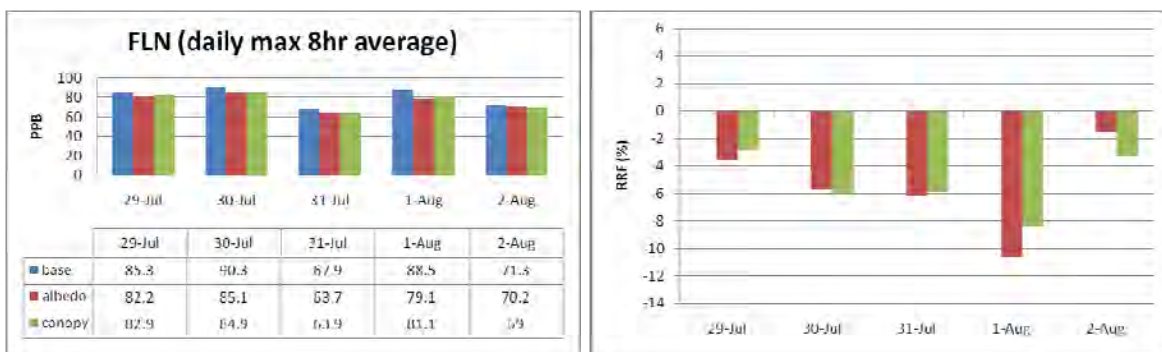 FLN (daily max 8hr average)
100
80
60
40
20
0
PPB
29-Jul 30-Jul 31-Jul 1-Aug 2-Aug
29-Jul 30-Jul 31-Jul 1-Aug 2-Aug
base 85.3 90.3 67.9 88.5 71.3
albedo 82.2 85.1 63.7 79.1 70.2
canopy 82.9 84.9 63.9 81.1 69
6
4
2
0
-2
-4
-6
-8
-10
-12
-14
RRF (%)
29-Jul 30-Jul 31-Jul 1-Aug 2-Aug